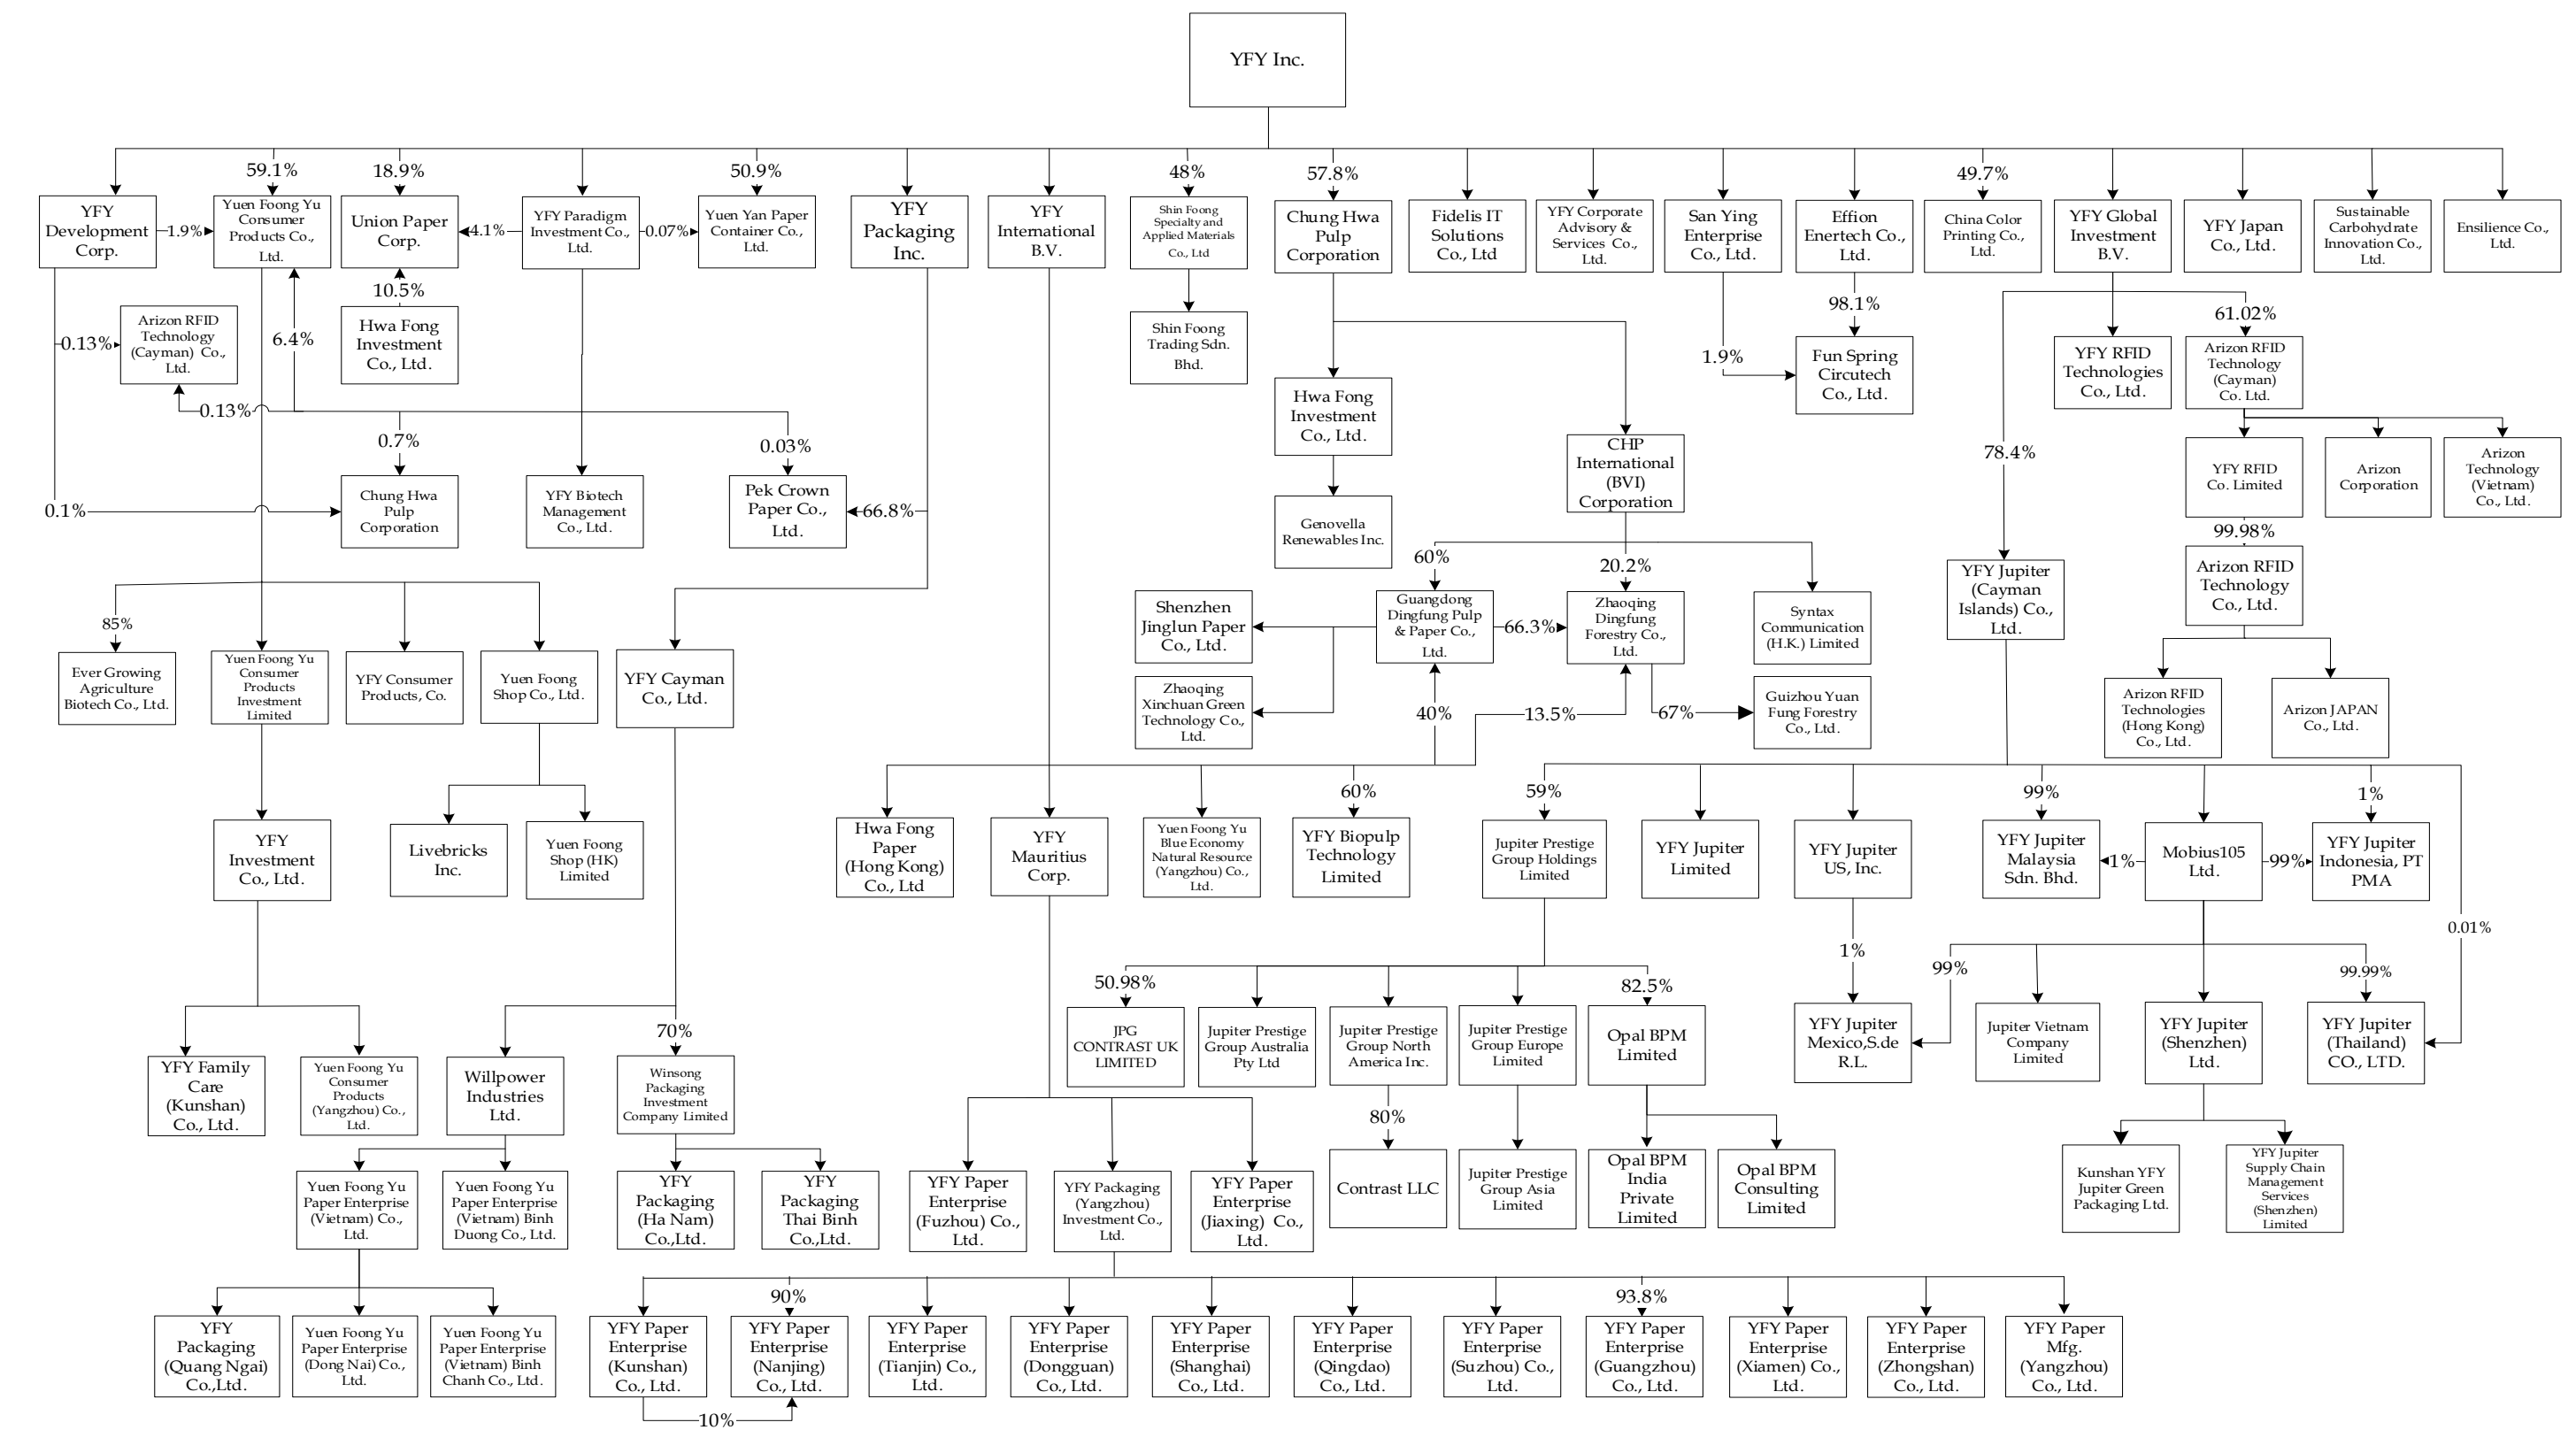 YFY Inc.
59.1%
18.9%
50.9%
48%
57.8%
49.7%
YFY
Development
Corp.
1.9%
Yuen Foong Yu
Consumer
Products Co.,
Ltd.
Union Paper
Corp.
4.1%
YFY Paradigm
Investment Co.,
Ltd.
0.07%
Yuen Yan Paper
Container Co.,
Ltd.
YFY
Packaging
Inc.
YFY
International
B.V.
Shin Foong
Specialty and
Applied Materials
Co., Ltd
Chung Hwa
Pulp
Corporation
Fidelis IT
Solutions
Co., Ltd
YFY Corporate
Advisory &
Services Co.,
Ltd.
San Ying
Enterprise
Co., Ltd.
Effion
Enertech Co.,
Ltd.
China Color
Printing Co.,
Ltd.
YFY Global
Investment
B.V.
YFY Japan
Co., Ltd.
Sustainable
Carbohydrate
Innovation Co.,
Ltd.
Ensilience Co.,
Ltd.
10.5%
98.1%
61.02%
0.13%
Arizon RFID
Technology
(Cayman) Co.,
Ltd.
6.4%
Hwa Fong
Investment
Co., Ltd.
Shin Foong
Trading Sdn.
Bhd.
1.9%
Fun Spring
Circutech
Co., Ltd.
YFY RFID
Technologies
Co., Ltd.
Arizon RFID
Technology
(Cayman)
Co. Ltd.
0.13%
0.7%
0.03%
Hwa Fong
Investment
Co., Ltd.
CHP
International
(BVI)
Corporation
78.4%
YFY RFID
Co. Limited
Arizon
Corporation
Arizon
Technology
(Vietnam)
Co., Ltd.
0.1%
Chung Hwa
Pulp
Corporation
YFY Biotech
Management
Co., Ltd.
Pek Crown
Paper Co.,
Ltd.
66.8%
Genovella
Renewables Inc.
99.98%
60%
20.2%
YFY Jupiter
(Cayman
Islands) Co.,
Ltd.
Arizon RFID
Technology
Co., Ltd.
85%
Shenzhen
Jinglun Paper
Co., Ltd.
Guangdong
Dingfung Pulp
& Paper Co.,
Ltd.
66.3%
Zhaoqing
Dingfung
Forestry Co.,
Ltd.
Syntax
Communication
(H.K.) Limited
Ever Growing
Agriculture
Biotech Co., Ltd.
Yuen Foong Yu
Consumer
Products
Investment
Limited
YFY Consumer
Products, Co.
Yuen Foong
Shop Co., Ltd.
YFY Cayman
Co., Ltd.
Zhaoqing
Xinchuan Green
Technology Co.,
Ltd.
40%
13.5%
67%
Guizhou Yuan
Fung Forestry
Co., Ltd.
Arizon RFID
Technologies
(Hong Kong)
Co., Ltd.
Arizon JAPAN
Co., Ltd.
60%
59%
99%
1%
YFY
Investment
Co., Ltd.
Livebricks
Inc.
Yuen Foong
Shop (HK)
Limited
Hwa Fong
Paper
(Hong Kong)
Co., Ltd
YFY
Mauritius
Corp.
Yuen Foong Yu
Blue Economy
Natural Resource
(Yangzhou) Co.,
Ltd.
YFY Biopulp
Technology
Limited
Jupiter Prestige
Group Holdings
Limited
YFY Jupiter
Limited
YFY Jupiter
US, Inc.
YFY Jupiter
Malaysia
Sdn. Bhd.
1%
Mobius105
Ltd.
99%
YFY Jupiter
Indonesia, PT
PMA
0.01%
1%
99%
99.99%
50.98%
82.5%
70%
JPG
CONTRAST UK
LIMITED
Jupiter Prestige
Group Australia
Pty Ltd
Jupiter Prestige
Group North
America Inc.
Jupiter Prestige
Group Europe
Limited
Opal BPM
Limited
YFY Jupiter
Mexico,S.de
R.L.
Jupiter Vietnam
Company
Limited
YFY Jupiter
(Shenzhen)
Ltd.
YFY Jupiter
(Thailand)
CO., LTD.
YFY Family
Care
(Kunshan)
Co., Ltd.
Yuen Foong Yu
Consumer
Products
(Yangzhou) Co.,
Ltd.
Willpower
Industries
Ltd.
Winsong
Packaging
Investment
Company Limited
80%
Yuen Foong Yu
Paper Enterprise
(Vietnam) Co.,
Ltd.
Yuen Foong Yu
Paper Enterprise
(Vietnam) Binh
Duong Co., Ltd.
YFY
Packaging
(Ha Nam)
Co.,Ltd.
YFY
Packaging
Thai Binh
Co.,Ltd.
YFY Paper
Enterprise
(Fuzhou) Co.,
Ltd.
YFY Packaging
(Yangzhou)
Investment Co.,
Ltd.
YFY Paper
Enterprise
(Jiaxing) Co.,
Ltd.
Contrast LLC
Jupiter Prestige
Group Asia
Limited
Opal BPM
India
Private
Limited
Opal BPM
Consulting
Limited
Kunshan YFY
Jupiter Green
Packaging Ltd.
YFY Jupiter
Supply Chain
Management
Services
(Shenzhen)
Limited
90%
93.8%
YFY
Packaging
(Quang Ngai)
Co.,Ltd.
Yuen Foong Yu
Paper Enterprise
(Dong Nai) Co.,
Ltd.
Yuen Foong Yu
Paper Enterprise
(Vietnam) Binh
Chanh Co., Ltd.
YFY Paper
Enterprise
(Kunshan)
Co., Ltd.
YFY Paper
Enterprise
(Nanjing)
Co., Ltd.
YFY Paper
Enterprise
(Tianjin) Co.,
Ltd.
YFY Paper
Enterprise
(Dongguan)
Co., Ltd.
YFY Paper
Enterprise
(Shanghai)
Co., Ltd.
YFY Paper
Enterprise
(Qingdao)
Co., Ltd.
YFY Paper
Enterprise
(Suzhou) Co.,
Ltd.
YFY Paper
Enterprise
(Guangzhou)
Co., Ltd.
YFY Paper
Enterprise
(Xiamen) Co.,
Ltd.
YFY Paper
Enterprise
(Zhongshan)
Co., Ltd.
YFY Paper
Mfg.
(Yangzhou)
Co., Ltd.
10%